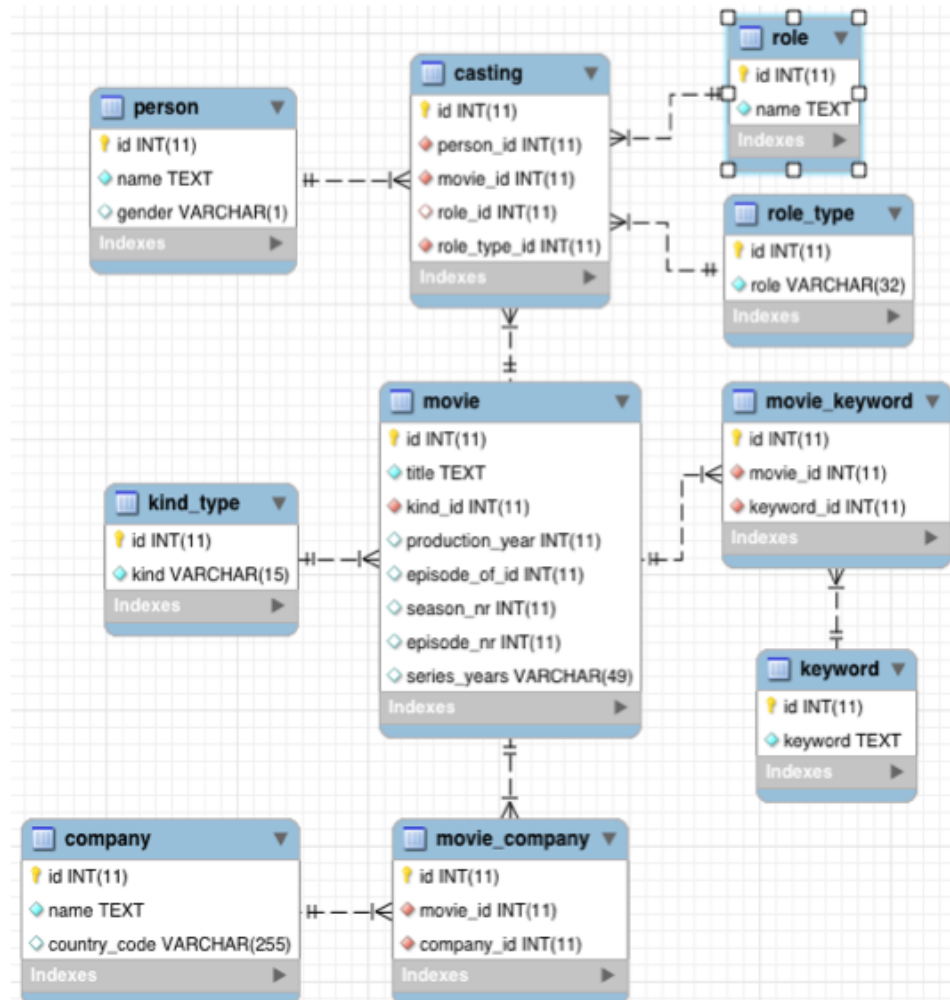 role
id INT(11)
name TEXT
Indexes
casting
id INT(11)
person_id INT(11)
movie_id INT(11)
role_id INT(11)
role_type_id INT(11)
Indexes
person
id INT(11)
name TEXT
gender VARCHAR(1)
Indexes
role_type
id INT(11)
role VARCHAR(32)
Indexes
movie
id INT(11)
title TEXT
kind_id INT(11)
production_year INT(11)
episode_of_id INT(11)
season_nr INT(11)
episode_nr INT(11)
series_years VARCHAR(49)
Indexes
movie_keyword
id INT(11)
movie_id INT(11)
keyword_id INT(11)
Indexes
kind_type
id INT(11)
kind VARCHAR(15)
Indexes
keyword
id INT(11)
keyword TEXT
Indexes
company
id INT(11)
name TEXT
country_code VARCHAR(255)
Indexes
movie_company
id INT(11)
movie_id INT(11)
company_id INT(11)
Indexes